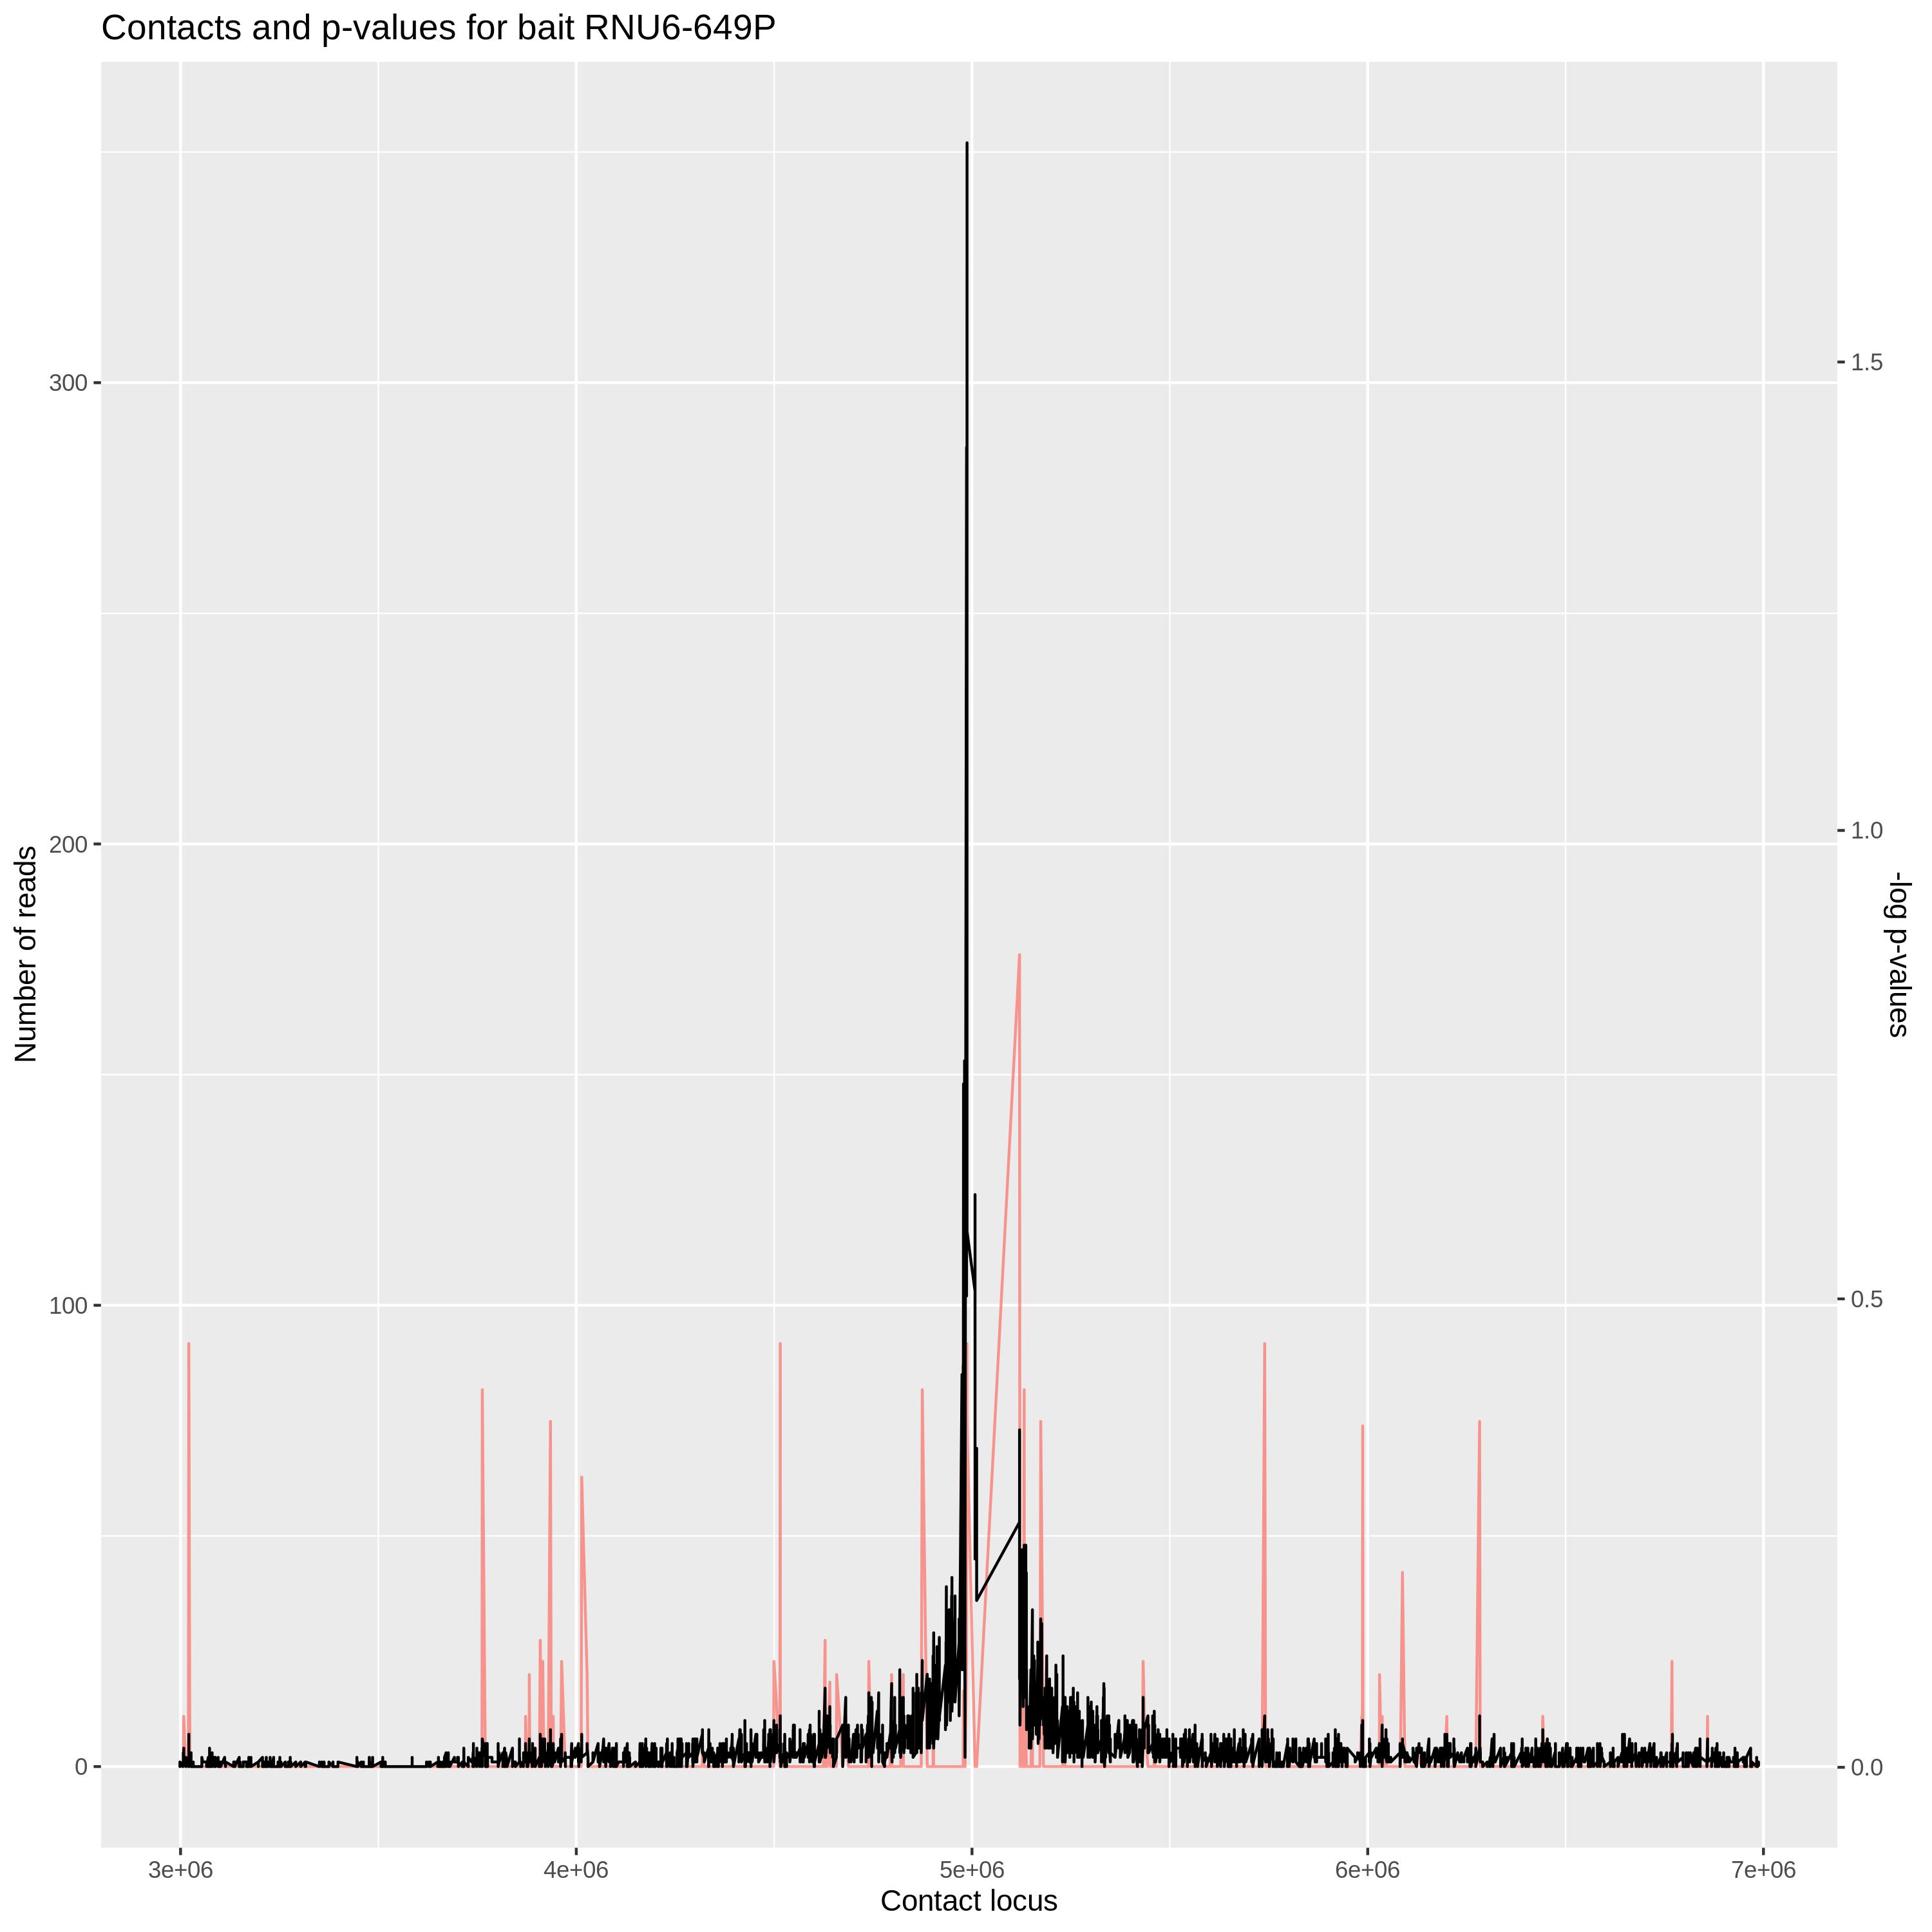 Contacts and p-values for bait RNU6-649P
300
200
100
0
Number of reads
1.5
1.0
0.5
0.0
-log p-values
3e+06
4e+06
5e+06
6e+06
7e+06
Contact locus